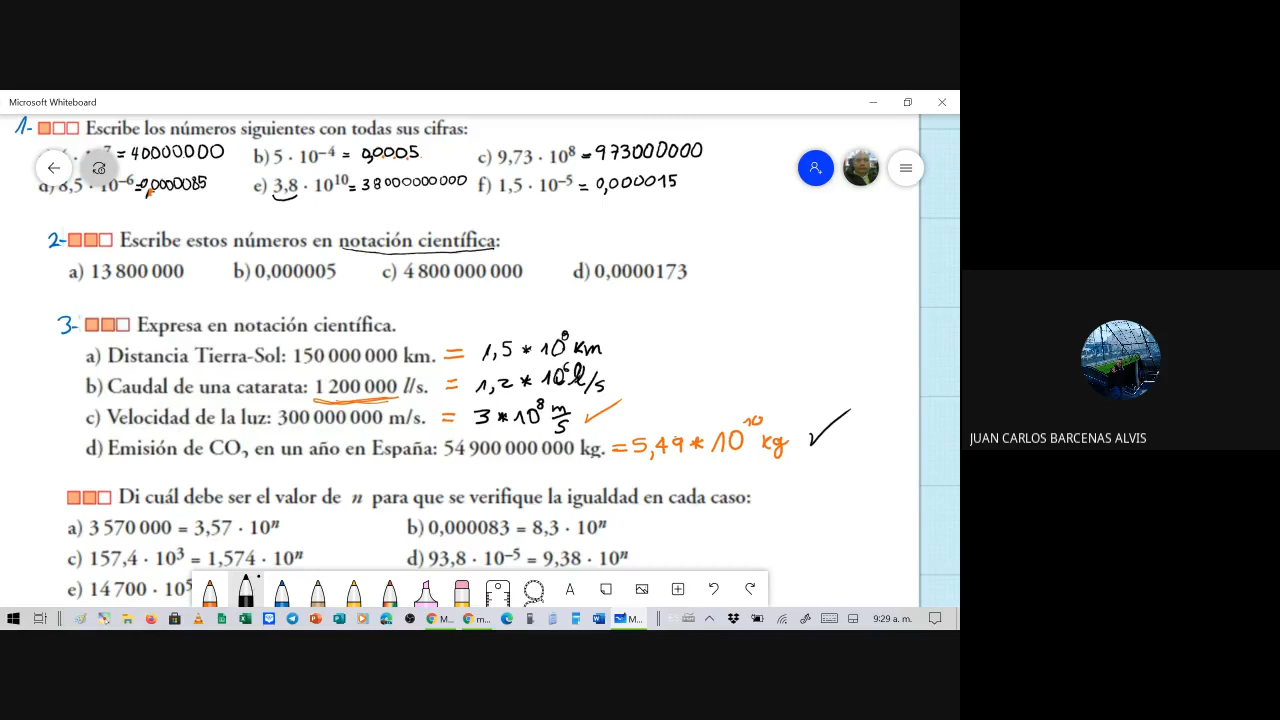 Microsoft Whiteboard
1- Escribe los números siguientes con todas sus cifras:
= 40000000 b) 5 · 10⁻⁴ = 0,0005 c) 9,73 · 10⁸ = 973000000
d) 8,5 · 10⁻⁶ = 0,0000085 e) 3,8 · 10¹⁰ = 38000000000 f) 1,5 · 10⁻⁵ = 0,000015
2- Escribe estos números en notación científica:
a) 13 800 000 b) 0,000005 c) 4 800 000 000 d) 0,0000173
3- Expresa en notación científica.
a) Distancia Tierra-Sol: 150 000 000 km. = 1,5 * 10⁸ km
b) Caudal de una catarata: 1 200 000 l/s. = 1,2 * 10⁶ l/s
c) Velocidad de la luz: 300 000 000 m/s. = 3 * 10⁸ m/s ✓
d) Emisión de CO₂ en un año en España: 54 900 000 000 kg. = 5,49 * 10¹⁰ kg ✓
Di cuál debe ser el valor de n para que se verifique la igualdad en cada caso:
a) 3 570 000 = 3,57 · 10ⁿ b) 0,000083 = 8,3 · 10ⁿ
c) 157,4 · 10³ = 1,574 · 10ⁿ d) 93,8 · 10⁻⁵ = 9,38 · 10ⁿ
e) 14 700 · 10⁵
A
M... m... M...
9:29 a. m.
JUAN CARLOS BARCENAS ALVIS